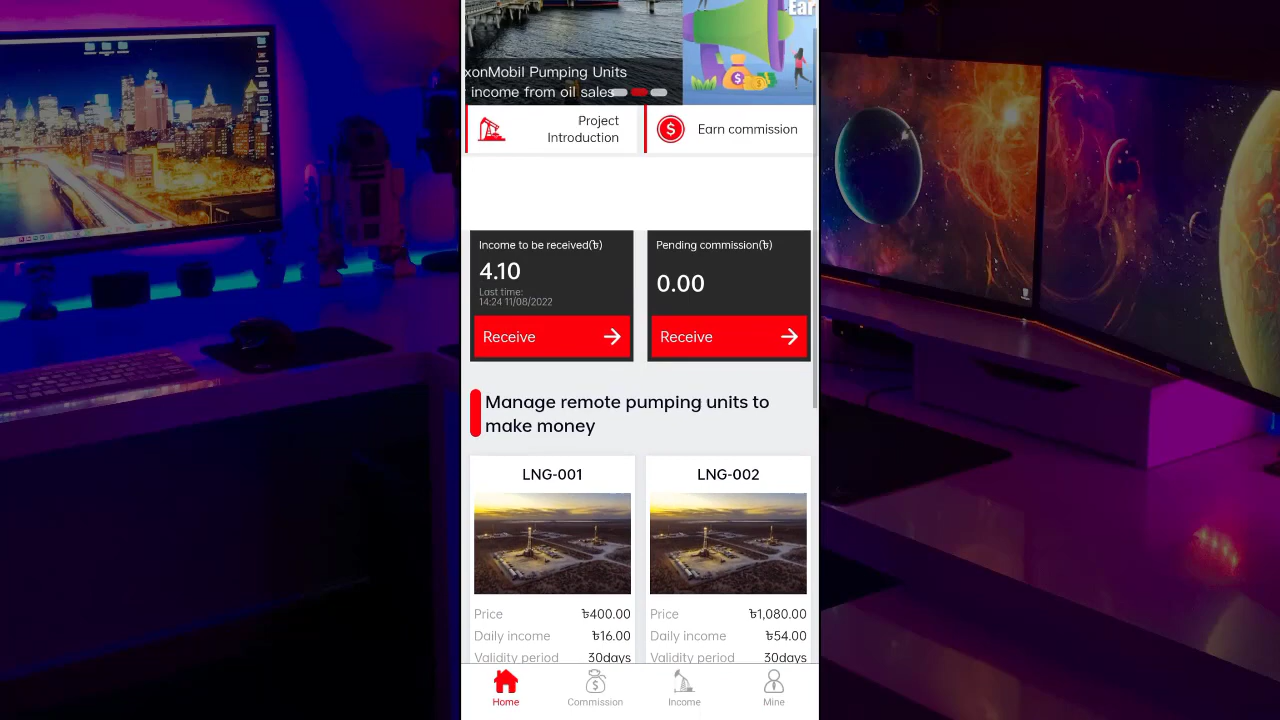 Ear
xonMobil Pumping Units
income from oil sales
Project
Introduction
Earn commission
Income to be received(৳)
4.10
Last time:
14:24 11/08/2022
Receive
Pending commission(৳)
0.00
Receive
Manage remote pumping units to
make money
LNG-001
Price ৳400.00
Daily income ৳16.00
Validity period 30days
LNG-002
Price ৳1,080.00
Daily income ৳54.00
Validity period 30days
Home
Commission
Income
Mine